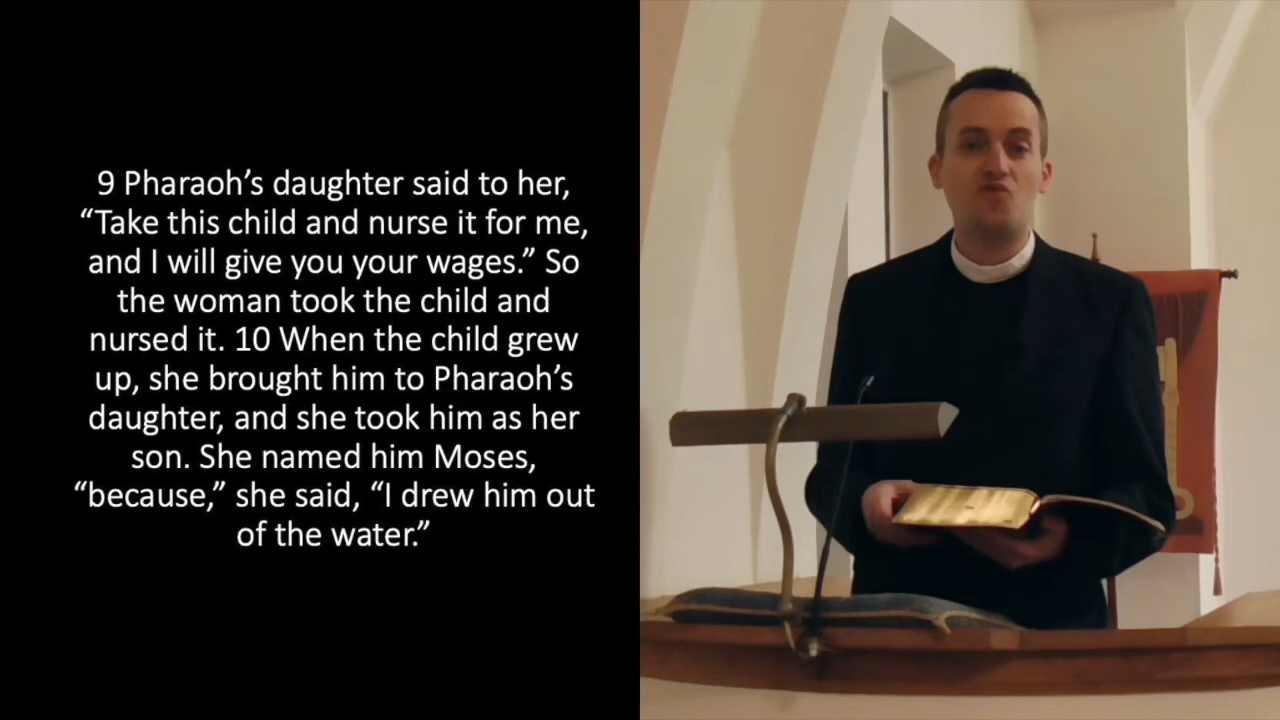 9 Pharaoh’s daughter said to her,
“Take this child and nurse it for me,
and I will give you your wages.” So
the woman took the child and
nursed it. 10 When the child grew
up, she brought him to Pharaoh’s
daughter, and she took him as her
son. She named him Moses,
“because,” she said, “I drew him out
of the water.”